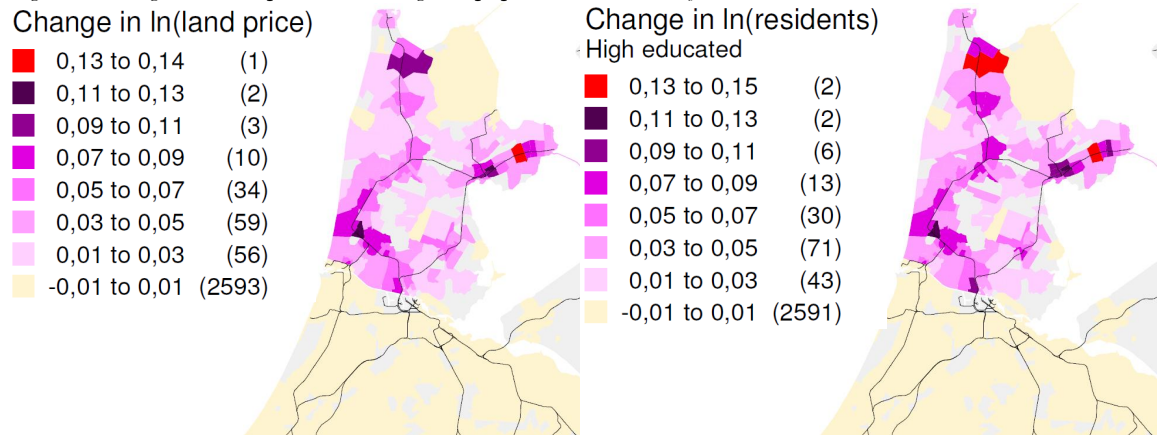 Change in ln(land price)
0,13 to 0,14 (1)
0,11 to 0,13 (2)
0,09 to 0,11 (3)
0,07 to 0,09 (10)
0,05 to 0,07 (34)
0,03 to 0,05 (59)
0,01 to 0,03 (56)
-0,01 to 0,01 (2593)
Change in ln(residents)
High educated
0,13 to 0,15 (2)
0,11 to 0,13 (2)
0,09 to 0,11 (6)
0,07 to 0,09 (13)
0,05 to 0,07 (30)
0,03 to 0,05 (71)
0,01 to 0,03 (43)
-0,01 to 0,01 (2591)